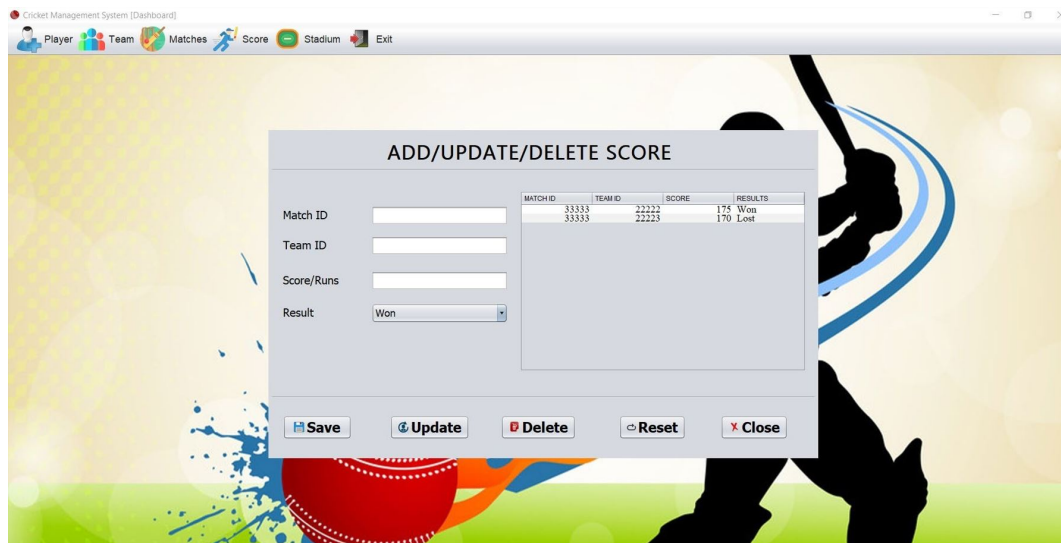 Cricket Management System [Dashboard]
Player Team Matches Score Stadium Exit
ADD/UPDATE/DELETE SCORE
MATCH ID TEAM ID SCORE RESULTS
33333 22222 175 Won
33333 22223 170 Lost
Match ID
Team ID
Score/Runs
Result Won
Save Update Delete Reset Close